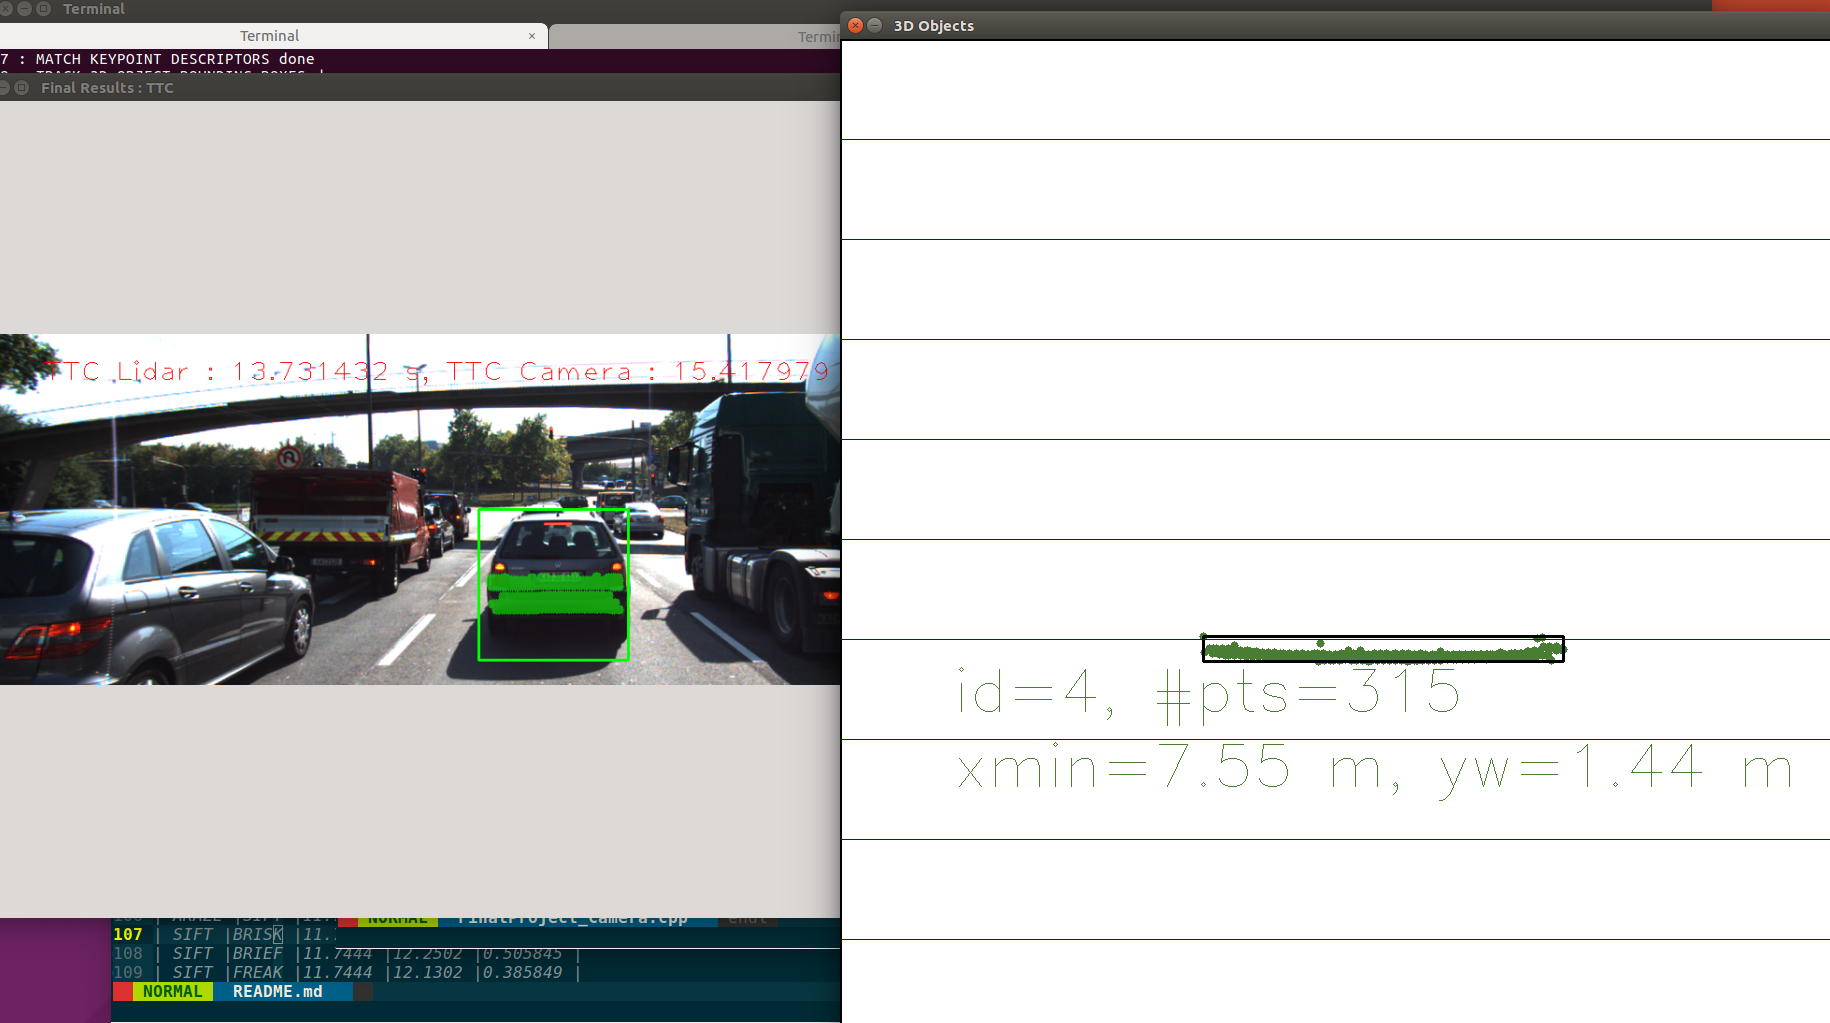 Terminal
Terminal
7 : MATCH KEYPOINT DESCRIPTORS done
Final Results : TTC
TTC Lidar : 13.731432 s, TTC Camera : 15.417979
NORMAL FinalProject_Camera.cpp
107 | SIFT |BRISK |11.
108 | SIFT |BRIEF |11.7444 |12.2502 |0.505845 |
109 | SIFT |FREAK |11.7444 |12.1302 |0.385849 |
NORMAL README.md
3D Objects
id=4, #pts=315
xmin=7.55 m, yw=1.44 m